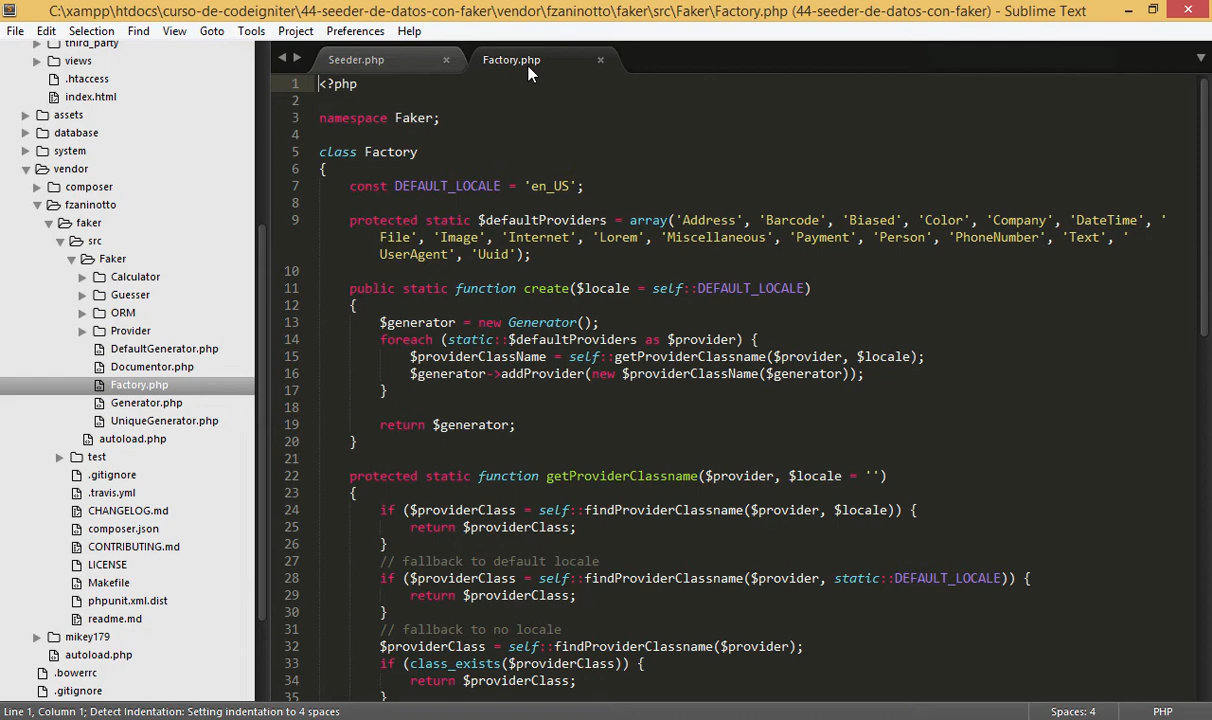 C:\xampp\htdocs\curso-de-codeigniter\44-seeder-de-datos-con-faker\vendor\fzaninotto\faker\src\Faker\Factory.php (44-seeder-de-datos-con-faker) - Sublime Text
File Edit Selection Find View Goto Tools Project Preferences Help
third_party
views
.htaccess
index.html
assets
database
system
vendor
composer
fzaninotto
faker
src
Faker
Calculator
Guesser
ORM
Provider
DefaultGenerator.php
Documentor.php
Factory.php
Generator.php
UniqueGenerator.php
autoload.php
test
.gitignore
.travis.yml
CHANGELOG.md
composer.json
CONTRIBUTING.md
LICENSE
Makefile
phpunit.xml.dist
readme.md
mikey179
autoload.php
.bowerrc
.gitignore
Seeder.php × Factory.php ×
1 <?php
2
3 namespace Faker;
4
5 class Factory
6 {
7 const DEFAULT_LOCALE = 'en_US';
8
9 protected static $defaultProviders = array('Address', 'Barcode', 'Biased', 'Color', 'Company', 'DateTime', '
File', 'Image', 'Internet', 'Lorem', 'Miscellaneous', 'Payment', 'Person', 'PhoneNumber', 'Text', '
UserAgent', 'Uuid');
10
11 public static function create($locale = self::DEFAULT_LOCALE)
12 {
13 $generator = new Generator();
14 foreach (static::$defaultProviders as $provider) {
15 $providerClassName = self::getProviderClassname($provider, $locale);
16 $generator->addProvider(new $providerClassName($generator));
17 }
18
19 return $generator;
20 }
21
22 protected static function getProviderClassname($provider, $locale = '')
23 {
24 if ($providerClass = self::findProviderClassname($provider, $locale)) {
25 return $providerClass;
26 }
27 // fallback to default locale
28 if ($providerClass = self::findProviderClassname($provider, static::DEFAULT_LOCALE)) {
29 return $providerClass;
30 }
31 // fallback to no locale
32 $providerClass = self::findProviderClassname($provider);
33 if (class_exists($providerClass)) {
34 return $providerClass;
35 }
Line 1, Column 1; Detect Indentation: Setting indentation to 4 spaces Spaces: 4 PHP